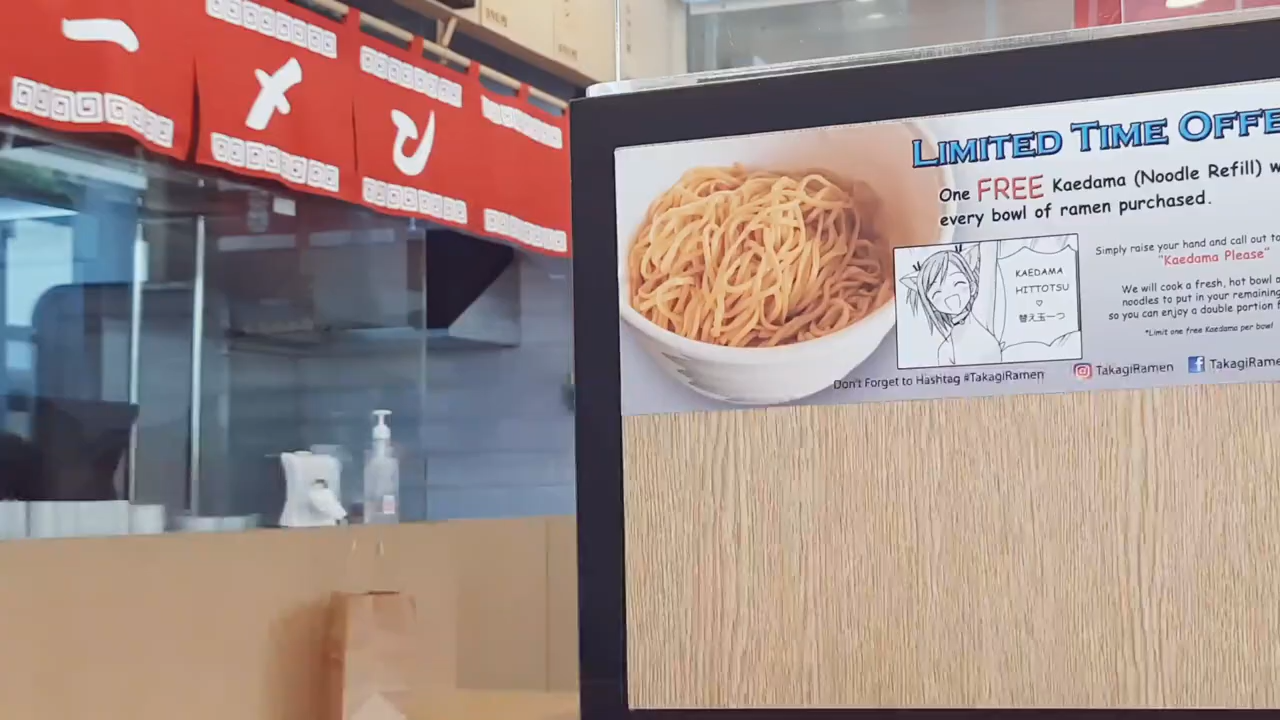 ー
メ
ひ
LIMITED TIME OFFE
One FREE Kaedama (Noodle Refill) w
every bowl of ramen purchased.
KAEDAMA
HITTOTSU
♡
替え玉一つ
Simply raise your hand and call out to
"Kaedama Please"
We will cook a fresh, hot bowl o
noodles to put in your remaining
so you can enjoy a double portion f
*Limit one free Kaedama per bowl
Don't Forget to Hashtag #TakagiRamen
TakagiRamen
TakagiRame